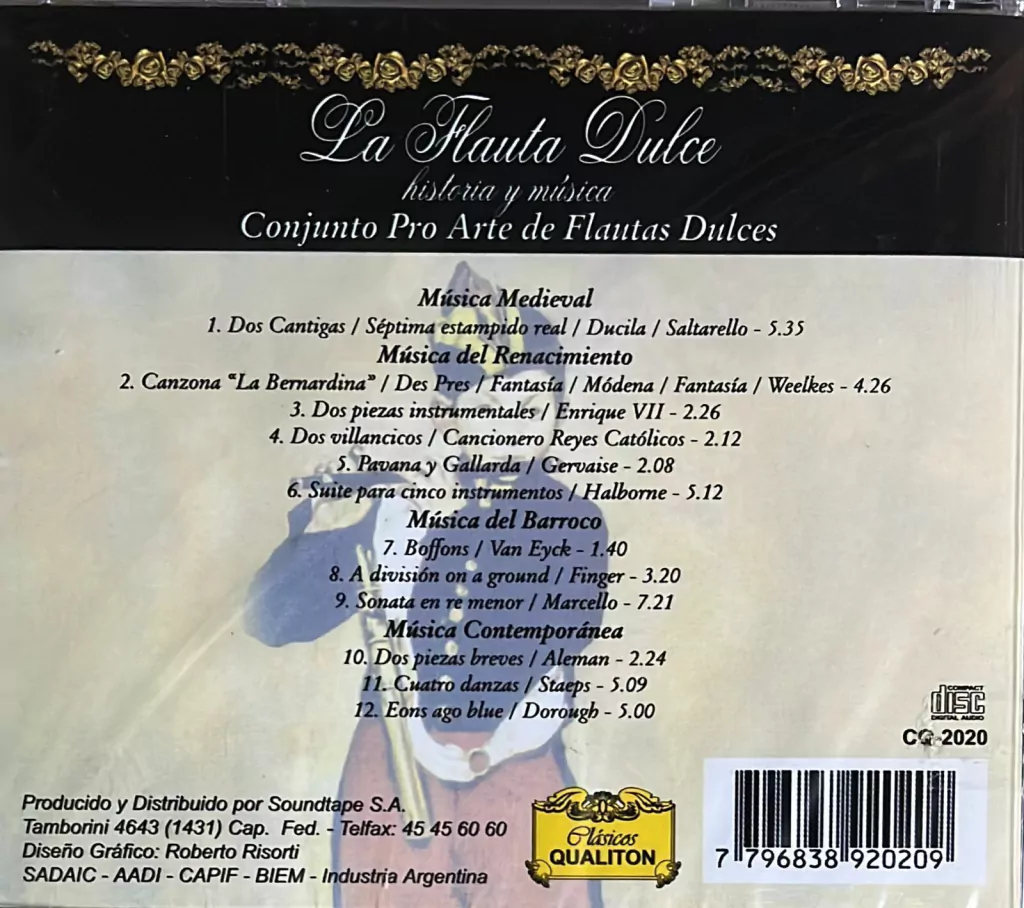 La Flauta Dulce
historia y música
Conjunto Pro Arte de Flautas Dulces
Música Medieval
1. Dos Cantigas / Séptima estampido real / Ducila / Saltarello - 5.35
Música del Renacimiento
2. Canzona "La Bernardina" / Des Pres / Fantasía / Módena / Fantasía / Weelkes - 4.26
3. Dos piezas instrumentales / Enrique VII - 2.26
4. Dos villancicos / Cancionero Reyes Católicos - 2.12
5. Pavana y Gallarda / Gervaise - 2.08
6. Suite para cinco instrumentos / Halborne - 5.12
Música del Barroco
7. Boffons / Van Eyck - 1.40
8. A división on a ground / Finger - 3.20
9. Sonata en re menor / Marcello - 7.21
Música Contemporánea
10. Dos piezas breves / Aleman - 2.24
11. Cuatro danzas / Staeps - 5.09
12. Eons ago blue / Dorough - 5.00
COMPACT
disc
DIGITAL AUDIO
CQ-2020
Producido y Distribuido por Soundtape S.A.
Tamborini 4643 (1431) Cap. Fed. - Telfax: 45 45 60 60
Diseño Gráfico: Roberto Risorti
SADAIC - AADI - CAPIF - BIEM - Industria Argentina
Clásicos
QUALITON
7 796838 920209